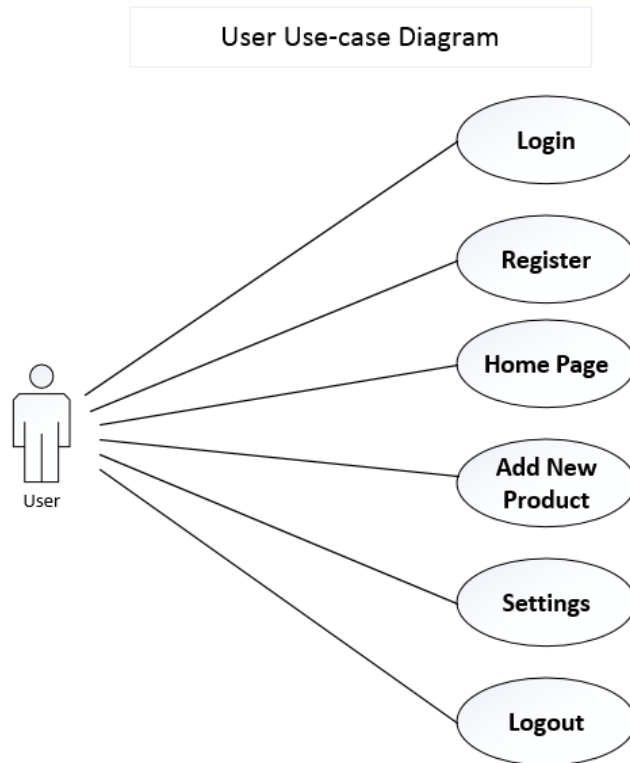 User Use-case Diagram
Login
Register
Home Page
Add New
Product
User
Settings
Logout